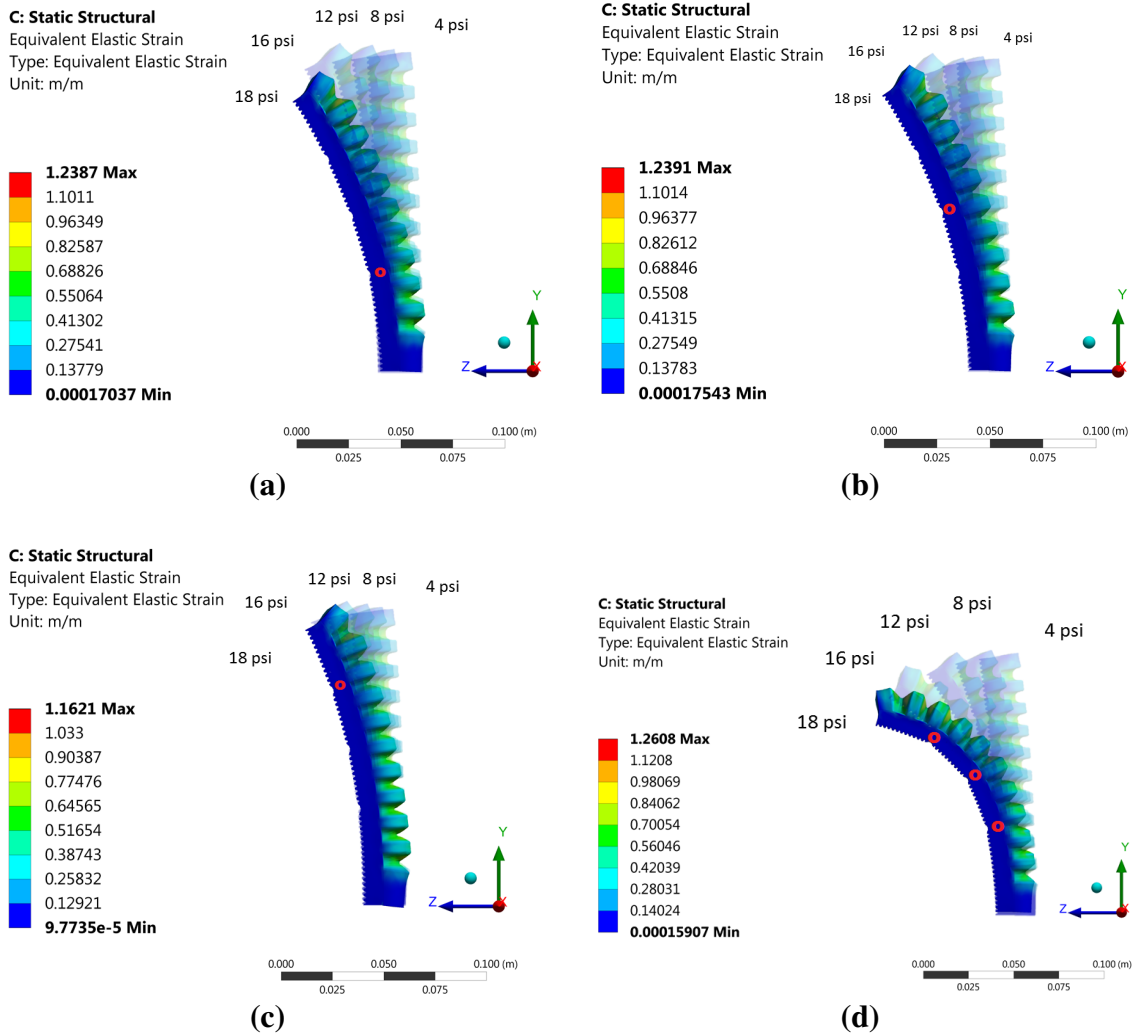 C: Static Structural
Equivalent Elastic Strain
Type: Equivalent Elastic Strain
Unit: m/m
12 psi 8 psi 4 psi
16 psi
18 psi
1.2387 Max
1.1011
0.96349
0.82587
0.68826
0.55064
0.41302
0.27541
0.13779
0.00017037 Min
Y
Z X
0.000 0.050 0.100 (m)
0.025 0.075
(a)
C: Static Structural
Equivalent Elastic Strain
Type: Equivalent Elastic Strain
Unit: m/m
12 psi 8 psi 4 psi
16 psi
18 psi
1.2391 Max
1.1014
0.96377
0.82612
0.68846
0.5508
0.41315
0.27549
0.13783
0.00017543 Min
Y
Z X
0.000 0.050 0.100 (m)
0.025 0.075
(b)
C: Static Structural
Equivalent Elastic Strain
Type: Equivalent Elastic Strain
Unit: m/m
12 psi 8 psi 4 psi
16 psi
18 psi
1.1621 Max
1.033
0.90387
0.77476
0.64565
0.51654
0.38743
0.25832
0.12921
9.7735e-5 Min
Y
Z X
0.000 0.050 0.100 (m)
0.025 0.075
(c)
C: Static Structural
Equivalent Elastic Strain
Type: Equivalent Elastic Strain
Unit: m/m
8 psi
12 psi 4 psi
16 psi
18 psi
1.2608 Max
1.1208
0.98069
0.84062
0.70054
0.56046
0.42039
0.28031
0.14024
0.00015907 Min
Y
Z X
0.000 0.050 0.100 (m)
0.025 0.075
(d)